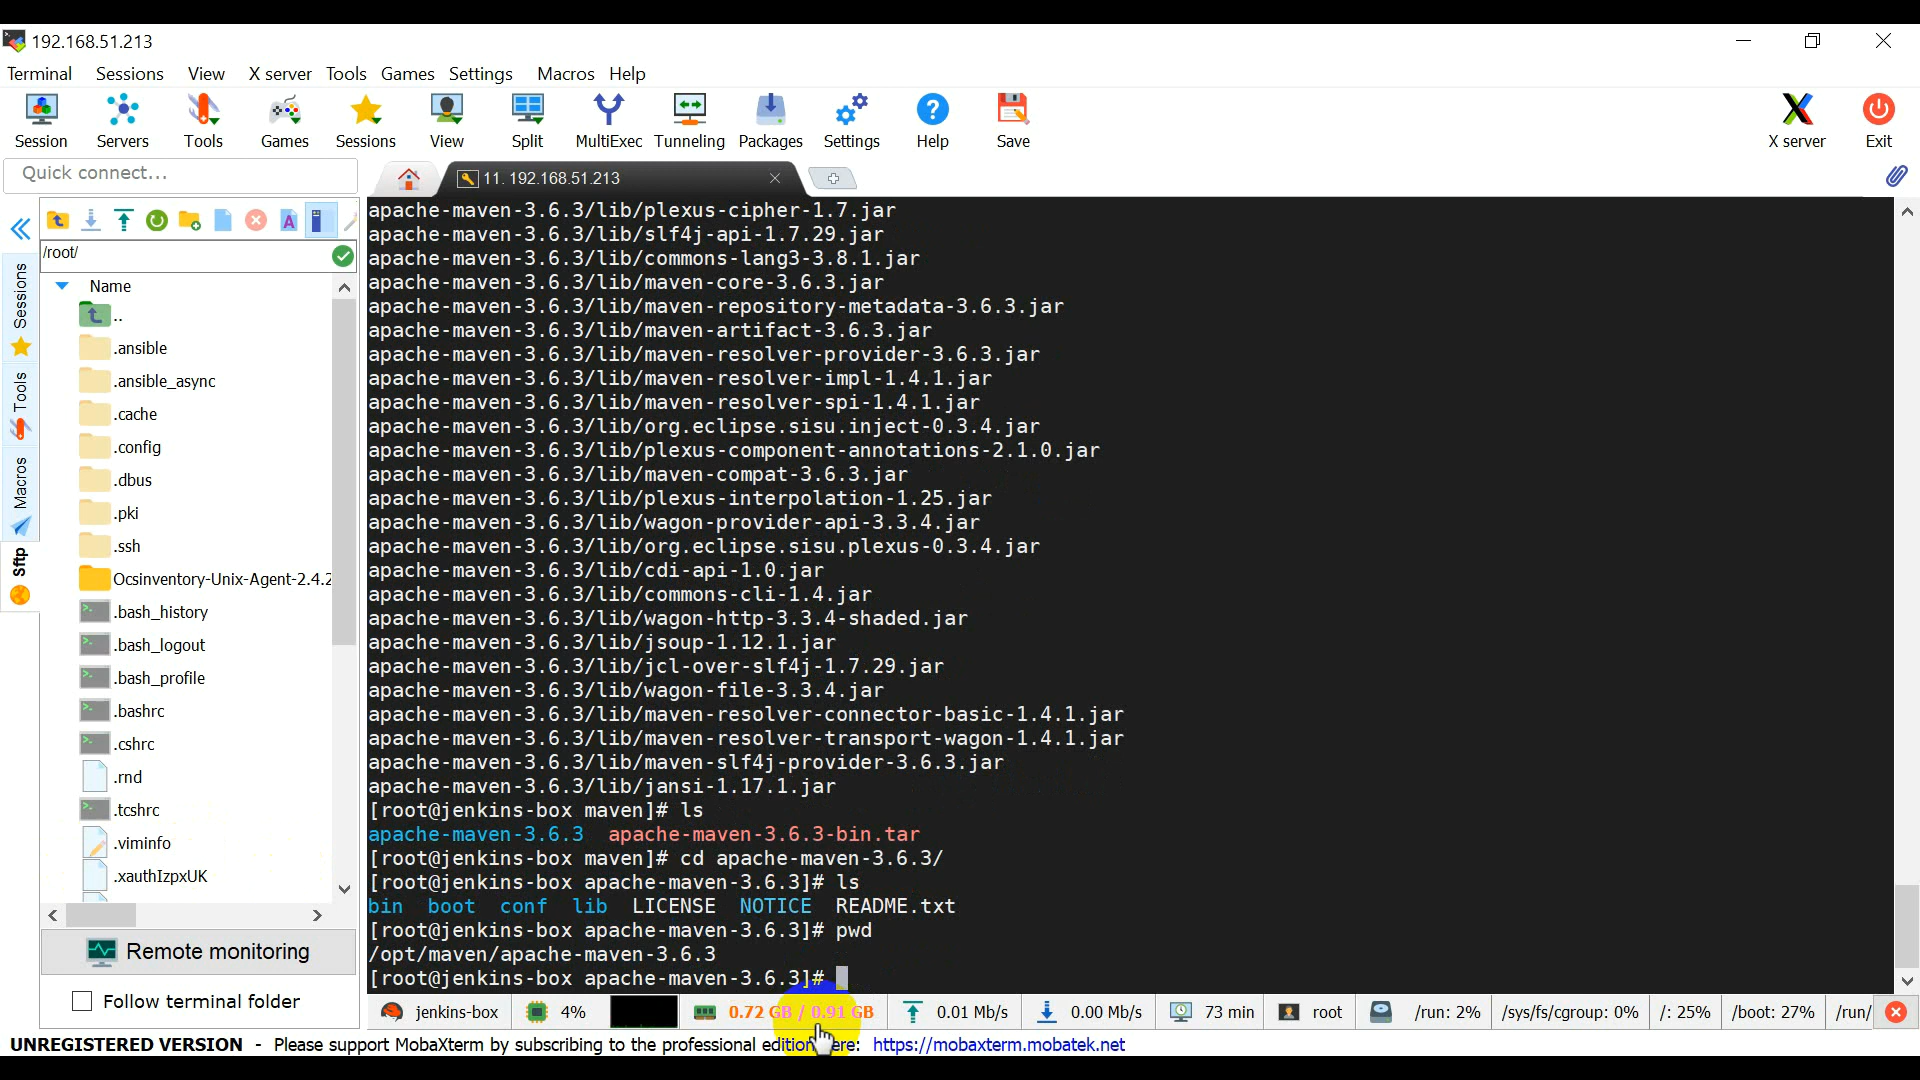 192.168.51.213
Terminal Sessions View X server Tools Games Settings Macros Help
Session Servers Tools Games Sessions View Split MultiExec Tunneling Packages Settings Help Save X server Exit
Quick connect...
11. 192.168.51.213
Sessions
Tools
Macros
Sftp
/root/
Name
..
.ansible
.ansible_async
.cache
.config
.dbus
.pki
.ssh
Ocsinventory-Unix-Agent-2.4.2
.bash_history
.bash_logout
.bash_profile
.bashrc
.cshrc
.rnd
.tcshrc
.viminfo
.xauthIzpxUK
Remote monitoring
Follow terminal folder
apache-maven-3.6.3/lib/plexus-cipher-1.7.jar
apache-maven-3.6.3/lib/slf4j-api-1.7.29.jar
apache-maven-3.6.3/lib/commons-lang3-3.8.1.jar
apache-maven-3.6.3/lib/maven-core-3.6.3.jar
apache-maven-3.6.3/lib/maven-repository-metadata-3.6.3.jar
apache-maven-3.6.3/lib/maven-artifact-3.6.3.jar
apache-maven-3.6.3/lib/maven-resolver-provider-3.6.3.jar
apache-maven-3.6.3/lib/maven-resolver-impl-1.4.1.jar
apache-maven-3.6.3/lib/maven-resolver-spi-1.4.1.jar
apache-maven-3.6.3/lib/org.eclipse.sisu.inject-0.3.4.jar
apache-maven-3.6.3/lib/plexus-component-annotations-2.1.0.jar
apache-maven-3.6.3/lib/maven-compat-3.6.3.jar
apache-maven-3.6.3/lib/plexus-interpolation-1.25.jar
apache-maven-3.6.3/lib/wagon-provider-api-3.3.4.jar
apache-maven-3.6.3/lib/org.eclipse.sisu.plexus-0.3.4.jar
apache-maven-3.6.3/lib/cdi-api-1.0.jar
apache-maven-3.6.3/lib/commons-cli-1.4.jar
apache-maven-3.6.3/lib/wagon-http-3.3.4-shaded.jar
apache-maven-3.6.3/lib/jsoup-1.12.1.jar
apache-maven-3.6.3/lib/jcl-over-slf4j-1.7.29.jar
apache-maven-3.6.3/lib/wagon-file-3.3.4.jar
apache-maven-3.6.3/lib/maven-resolver-connector-basic-1.4.1.jar
apache-maven-3.6.3/lib/maven-resolver-transport-wagon-1.4.1.jar
apache-maven-3.6.3/lib/maven-slf4j-provider-3.6.3.jar
apache-maven-3.6.3/lib/jansi-1.17.1.jar
[root@jenkins-box maven]# ls
apache-maven-3.6.3 apache-maven-3.6.3-bin.tar
[root@jenkins-box maven]# cd apache-maven-3.6.3/
[root@jenkins-box apache-maven-3.6.3]# ls
bin boot conf lib LICENSE NOTICE README.txt
[root@jenkins-box apache-maven-3.6.3]# pwd
/opt/maven/apache-maven-3.6.3
[root@jenkins-box apache-maven-3.6.3]#
jenkins-box 4% 0.72 GB / 0.91 GB 0.01 Mb/s 0.00 Mb/s 73 min root /run: 2% /sys/fs/cgroup: 0% /: 25% /boot: 27% /run/
UNREGISTERED VERSION - Please support MobaXterm by subscribing to the professional edition here: https://mobaxterm.mobatek.net